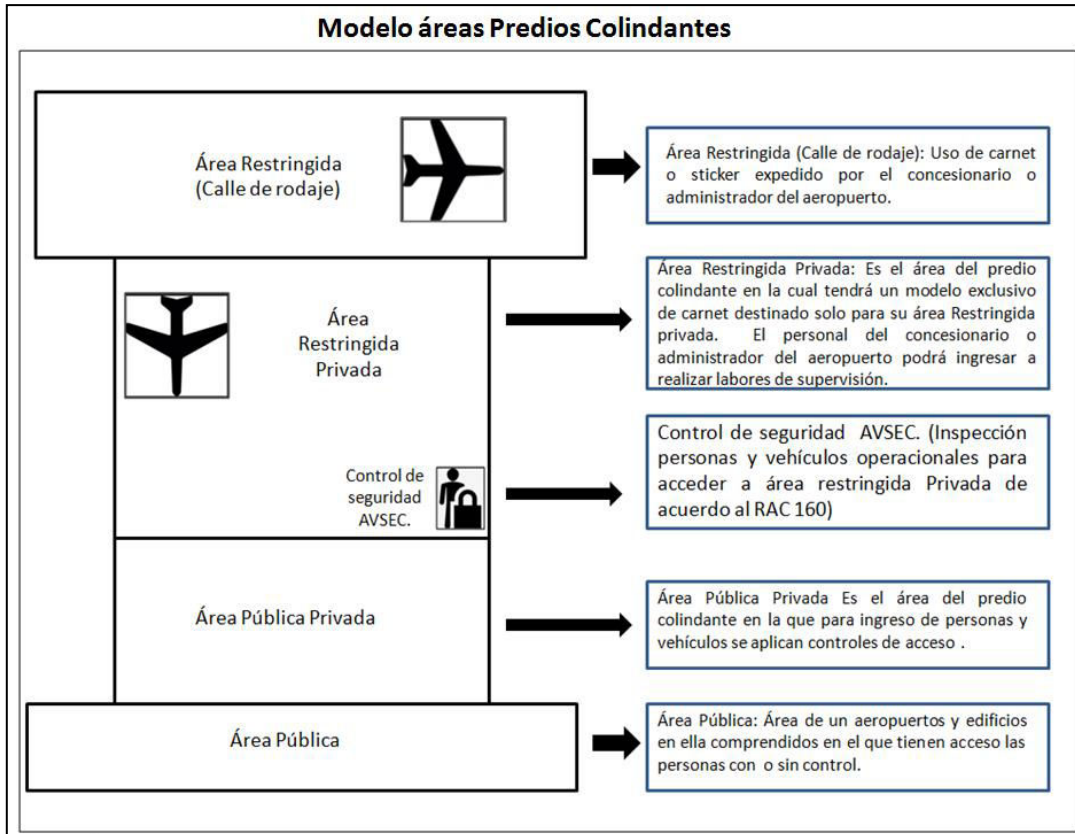 Modelo áreas Predios Colindantes
Área Restringida
(Calle de rodaje)
Área Restringida (Calle de rodaje): Uso de carnet
o sticker expedido por el concesionario o
administrador del aeropuerto.
Área
Restringida
Privada
Área Restringida Privada: Es el área del predio
colindante en la cual tendrá un modelo exclusivo
de carnet destinado solo para su área Restringida
privada. El personal del concesionario o
administrador del aeropuerto podrá ingresar a
realizar labores de supervisión.
Control de
seguridad
AVSEC.
Control de seguridad AVSEC. (Inspección
personas y vehículos operacionales para
acceder a área restringida Privada de
acuerdo al RAC 160)
Área Pública Privada
Área Pública Privada Es el área del predio
colindante en la que para ingreso de personas y
vehículos se aplican controles de acceso .
Área Pública
Área Pública: Área de un aeropuertos y edificios
en ella comprendidos en el que tienen acceso las
personas con o sin control.